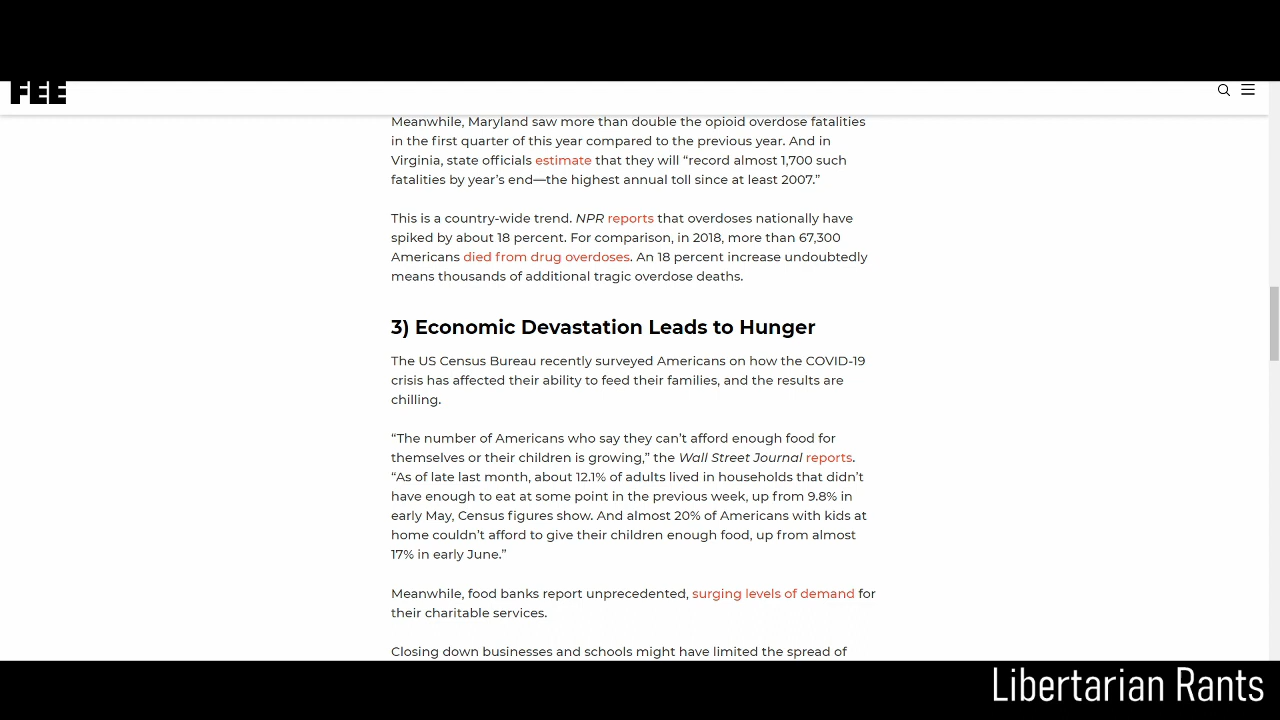 FEE
Meanwhile, Maryland saw more than double the opioid overdose fatalities
in the first quarter of this year compared to the previous year. And in
Virginia, state officials estimate that they will “record almost 1,700 such
fatalities by year’s end—the highest annual toll since at least 2007.”
This is a country-wide trend. NPR reports that overdoses nationally have
spiked by about 18 percent. For comparison, in 2018, more than 67,300
Americans died from drug overdoses. An 18 percent increase undoubtedly
means thousands of additional tragic overdose deaths.
3) Economic Devastation Leads to Hunger
The US Census Bureau recently surveyed Americans on how the COVID-19
crisis has affected their ability to feed their families, and the results are
chilling.
“The number of Americans who say they can’t afford enough food for
themselves or their children is growing,” the Wall Street Journal reports.
“As of late last month, about 12.1% of adults lived in households that didn’t
have enough to eat at some point in the previous week, up from 9.8% in
early May, Census figures show. And almost 20% of Americans with kids at
home couldn’t afford to give their children enough food, up from almost
17% in early June.”
Meanwhile, food banks report unprecedented, surging levels of demand for
their charitable services.
Closing down businesses and schools might have limited the spread of
Libertarian Rants